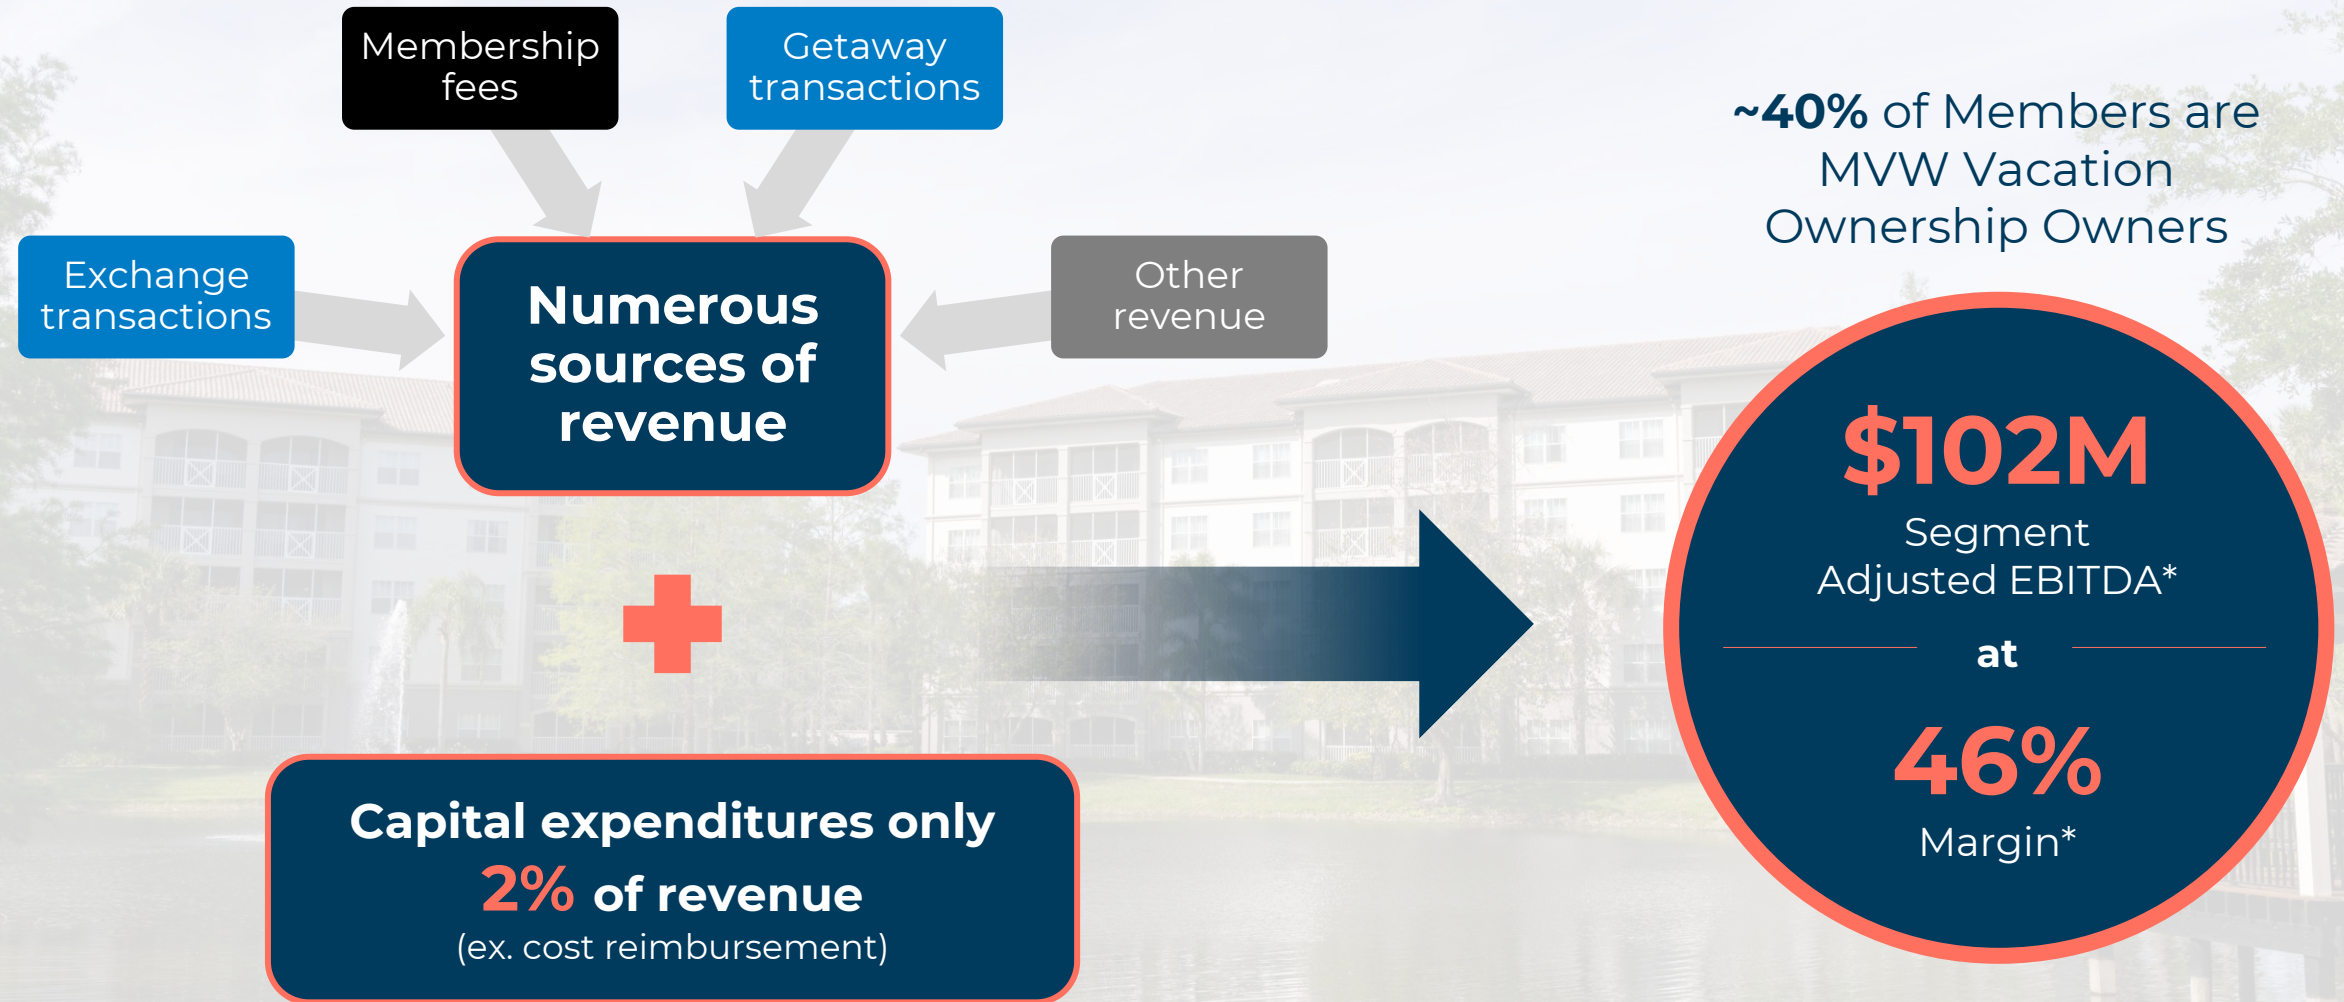 Membership
fees
Getaway
transactions
Exchange
transactions
Numerous
sources of
revenue
Other
revenue
Capital expenditures only
2% of revenue
(ex. cost reimbursement)
~40% of Members are
MVW Vacation
Ownership Owners
$102M
Segment
Adjusted EBITDA*
at
46%
Margin*